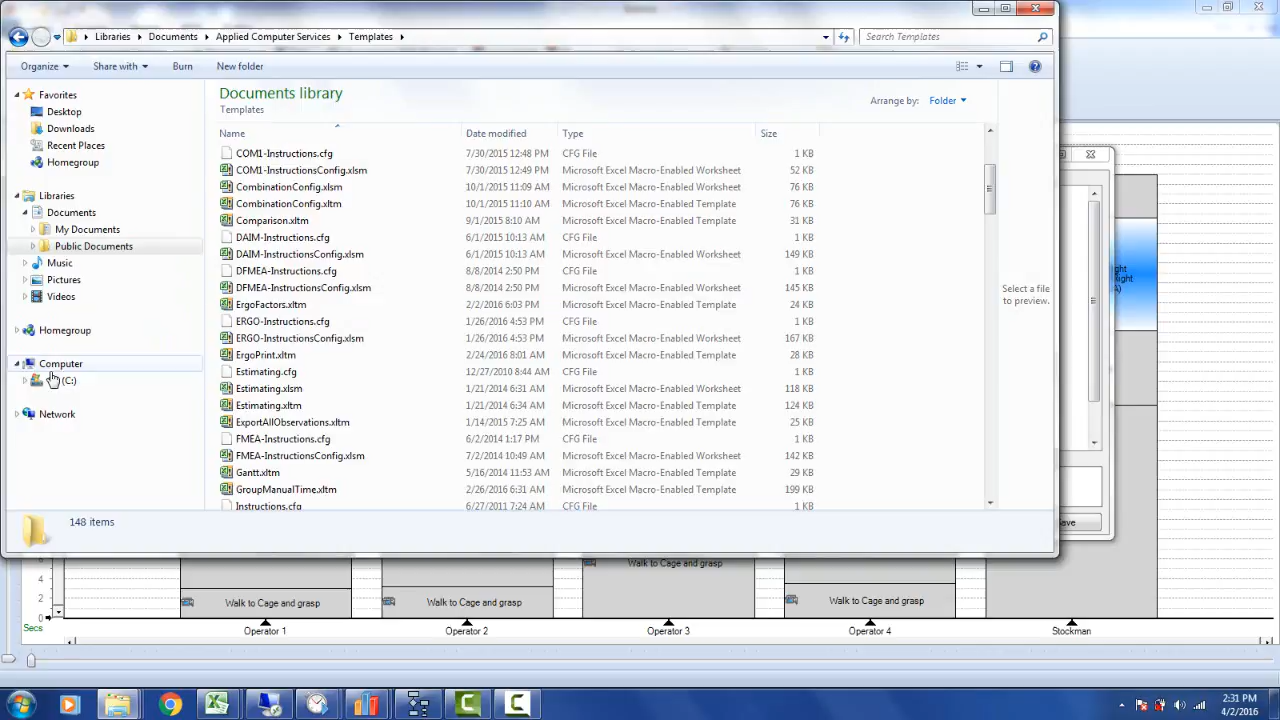 Libraries Documents Applied Computer Services Templates
Search Templates
Organize Share with Burn New folder
Favorites
Desktop
Downloads
Recent Places
Homegroup
Libraries
Documents
My Documents
Public Documents
Music
Pictures
Videos
Homegroup
Computer
(C:)
Network
Documents library
Templates
Arrange by: Folder
Name Date modified Type Size
COM1-Instructions.cfg 7/30/2015 12:48 PM CFG File 1 KB
COM1-InstructionsConfig.xlsm 7/30/2015 12:49 PM Microsoft Excel Macro-Enabled Worksheet 52 KB
CombinationConfig.xlsm 10/1/2015 11:09 AM Microsoft Excel Macro-Enabled Worksheet 76 KB
CombinationConfig.xltm 10/1/2015 11:10 AM Microsoft Excel Macro-Enabled Template 76 KB
Comparison.xltm 9/1/2015 8:10 AM Microsoft Excel Macro-Enabled Template 31 KB
DAIM-Instructions.cfg 6/1/2015 10:13 AM CFG File 1 KB
DAIM-InstructionsConfig.xlsm 6/1/2015 10:13 AM Microsoft Excel Macro-Enabled Worksheet 149 KB
DFMEA-Instructions.cfg 8/8/2014 2:50 PM CFG File 1 KB
DFMEA-InstructionsConfig.xlsm 8/8/2014 2:50 PM Microsoft Excel Macro-Enabled Worksheet 145 KB
ErgoFactors.xltm 2/2/2016 6:03 PM Microsoft Excel Macro-Enabled Template 24 KB
ERGO-Instructions.cfg 1/26/2016 4:53 PM CFG File 1 KB
ERGO-InstructionsConfig.xlsm 1/26/2016 4:53 PM Microsoft Excel Macro-Enabled Worksheet 167 KB
ErgoPrint.xltm 2/24/2016 8:01 AM Microsoft Excel Macro-Enabled Template 28 KB
Estimating.cfg 12/27/2010 8:44 AM CFG File 1 KB
Estimating.xlsm 1/21/2014 6:31 AM Microsoft Excel Macro-Enabled Worksheet 118 KB
Estimating.xltm 1/21/2014 6:34 AM Microsoft Excel Macro-Enabled Template 124 KB
ExportAllObservations.xltm 1/14/2015 7:25 AM Microsoft Excel Macro-Enabled Template 25 KB
FMEA-Instructions.cfg 6/2/2014 1:17 PM CFG File 1 KB
FMEA-InstructionsConfig.xlsm 7/2/2014 10:49 AM Microsoft Excel Macro-Enabled Worksheet 142 KB
Gantt.xltm 5/16/2014 11:53 AM Microsoft Excel Macro-Enabled Template 29 KB
GroupManualTime.xltm 2/26/2016 6:31 AM Microsoft Excel Macro-Enabled Template 199 KB
Instructions.cfg 6/27/2011 7:24 AM CFG File 1 KB
Select a file
to preview.
148 items
6
4
2
0
Secs
Walk to Cage and grasp
Walk to Cage and grasp
Walk to Cage and grasp
Walk to Cage and grasp
Operator 1 Operator 2 Operator 3 Operator 4 Stockman
2:31 PM
4/2/2016